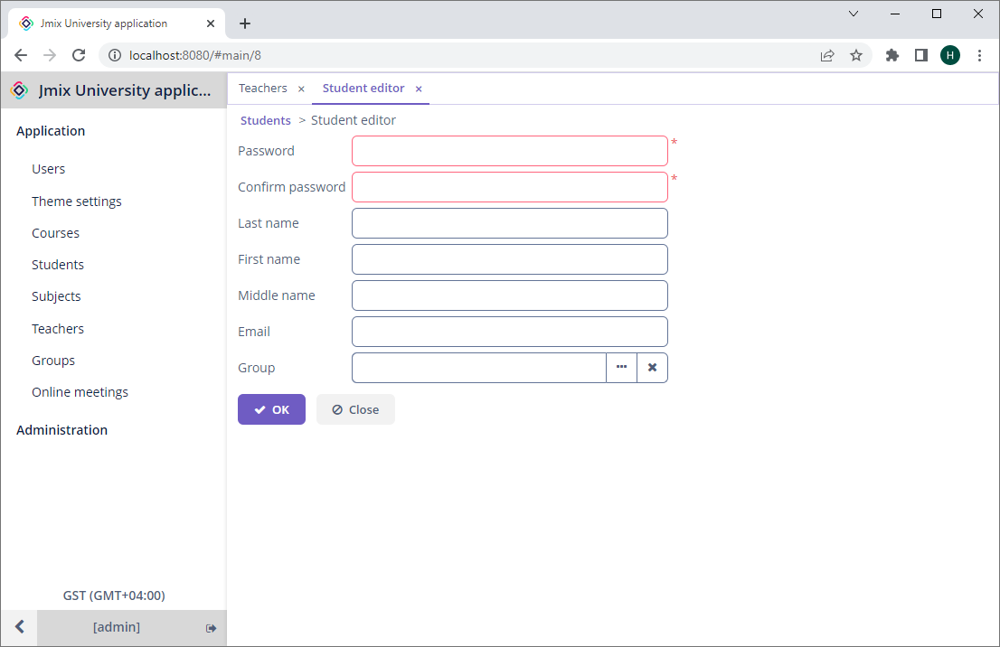 Jmix University application
localhost:8080/#main/8
H
Jmix University applic...
Application
Users
Theme settings
Courses
Students
Subjects
Teachers
Groups
Online meetings
Administration
GST (GMT+04:00)
[admin]
Teachers × Student editor ×
Students > Student editor
Password *
Confirm password *
Last name
First name
Middle name
Email
Group
OK Close